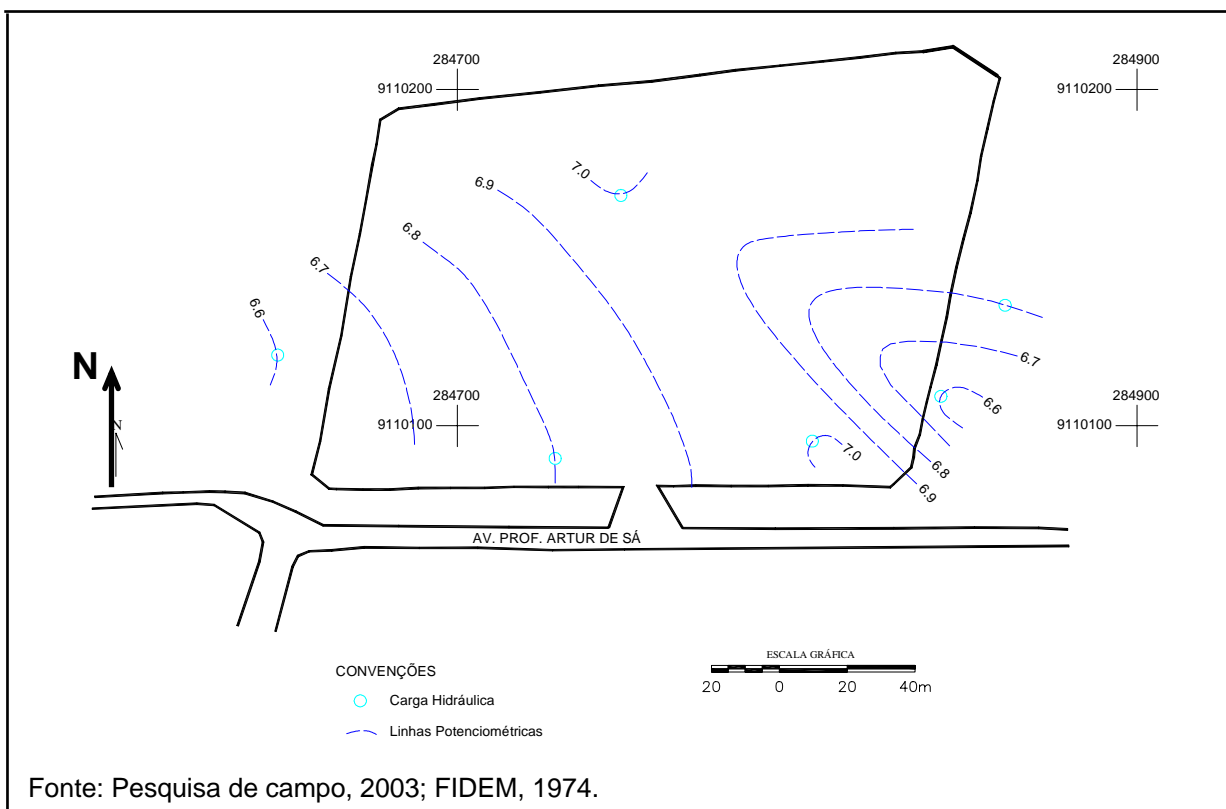 284700
9110200
284900
9110200
7.0
6.9
6.8
6.7
6.6
6.7
6.6
N
N
284700
9110100
284900
9110100
7.0
6.8
6.9
AV. PROF. ARTUR DE SÁ
CONVENÇÕES
Carga Hidráulica
Linhas Potenciométricas
ESCALA GRÁFICA
20 0 20 40m
Fonte: Pesquisa de campo, 2003; FIDEM, 1974.